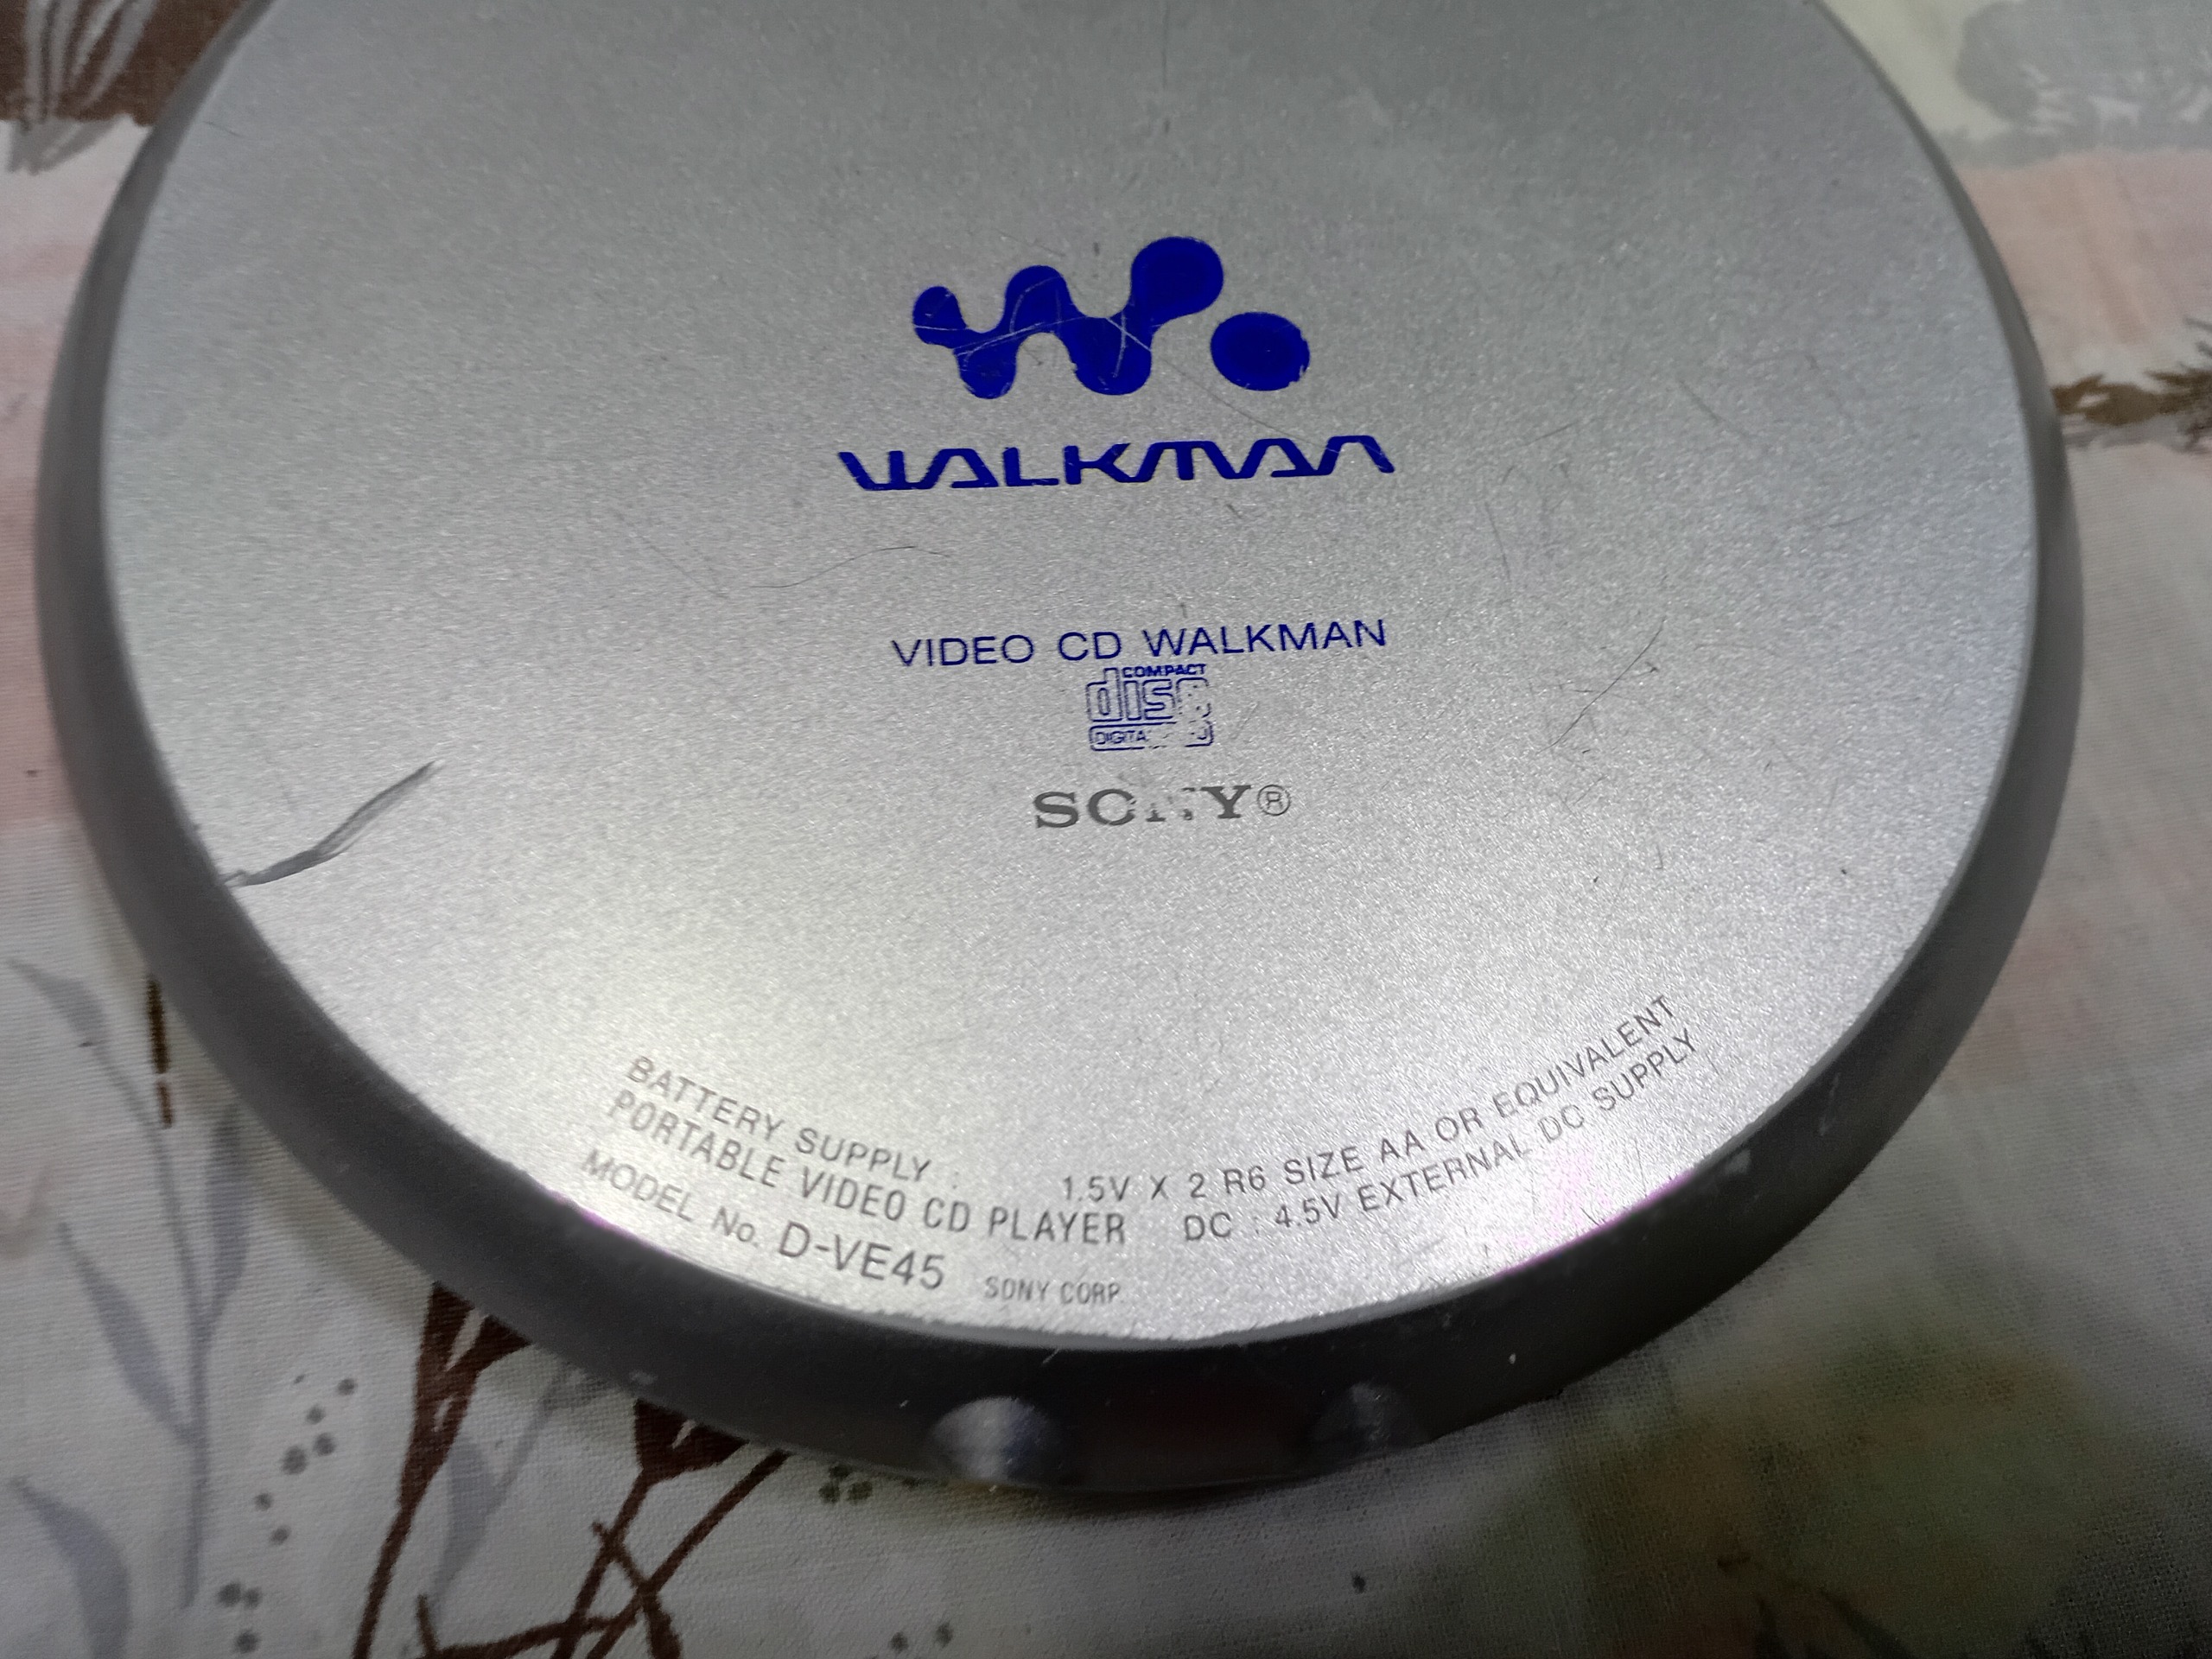 WALKMAN
VIDEO CD WALKMAN
COMPACT
disc
SONY®
BATTERY SUPPLY : 1.5V X 2 R6 SIZE AA OR EQUIVALENT
PORTABLE VIDEO CD PLAYER DC : 4.5V EXTERNAL DC SUPPLY
MODEL No. D-VE45 SONY CORP.